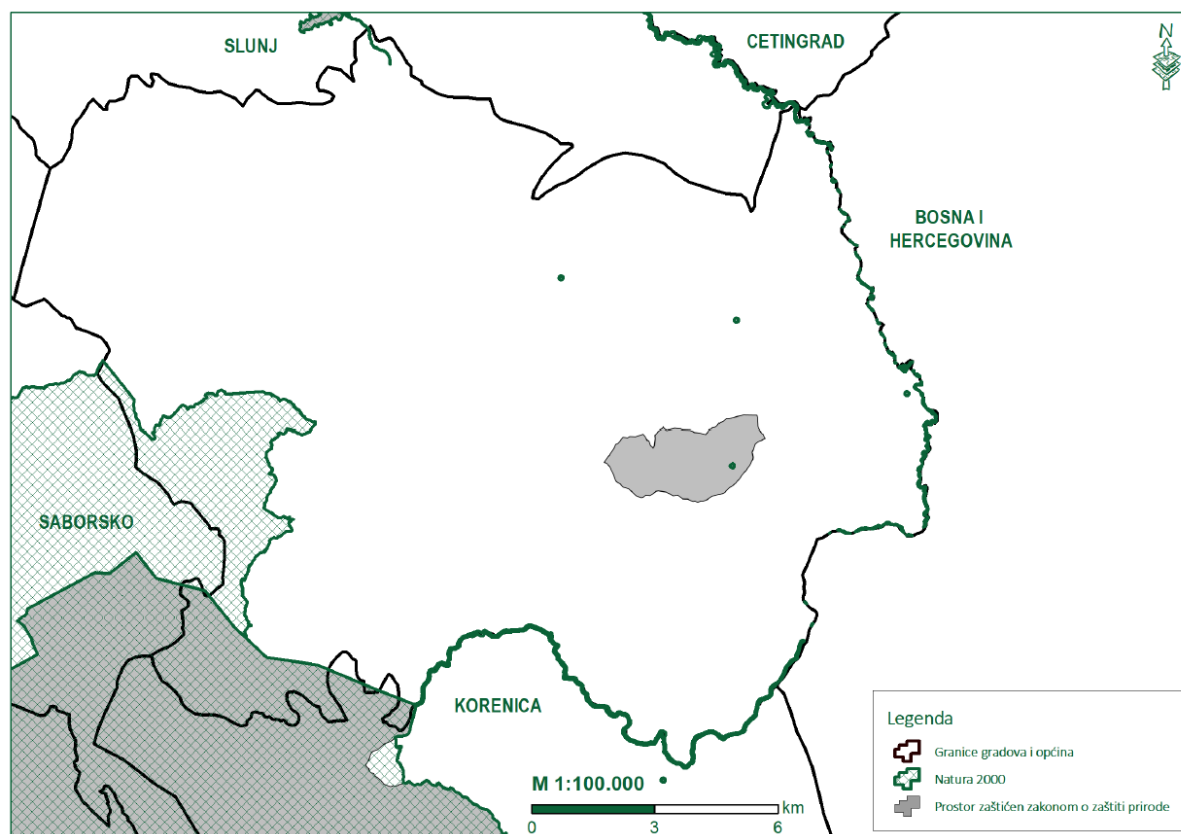 SLUNJ
CETINGRAD
N
BOSNA I
HERCEGOVINA
SABORSKO
KORENICA
M 1:100.000
km
0 3 6
Legenda
Granice gradova i općina
Natura 2000
Prostor zaštićen zakonom o zaštiti prirode